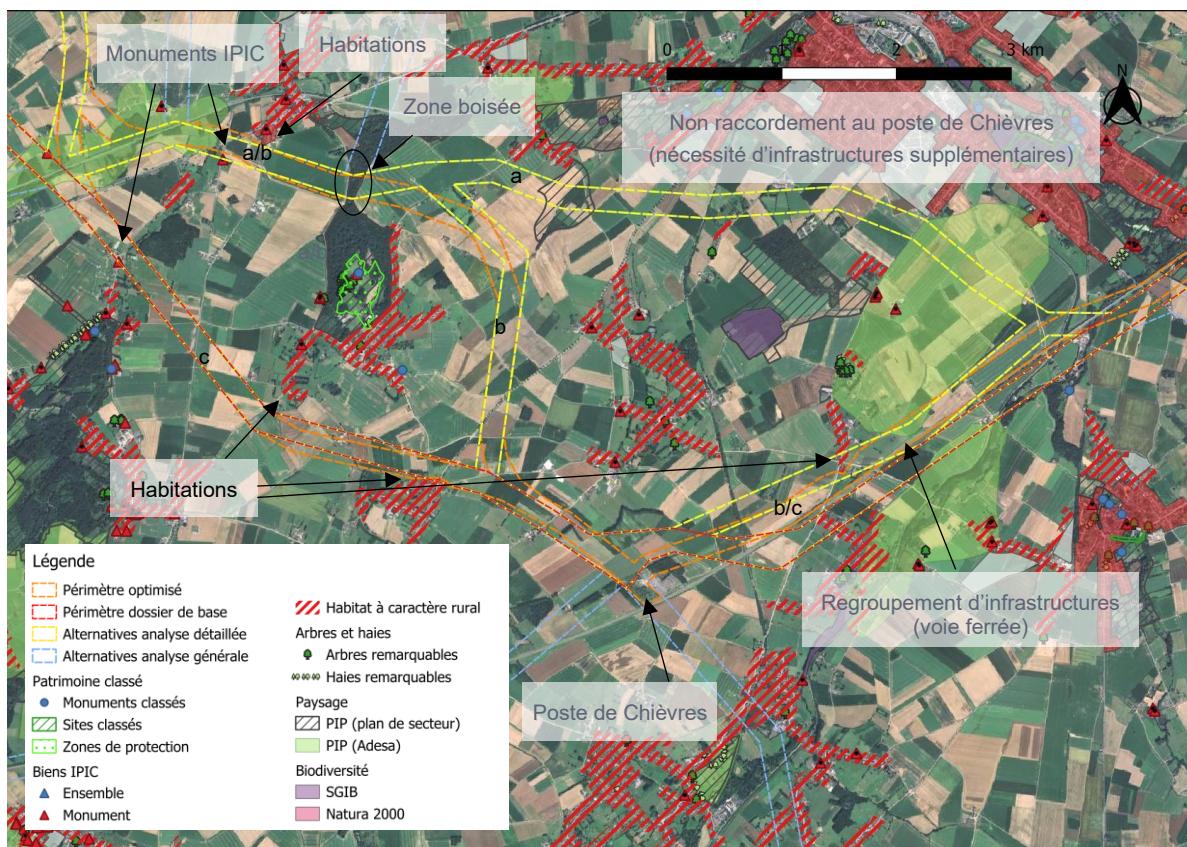 Monuments IPIC
Habitations
Zone boisée
0 1 2 3 km
N
Non raccordement au poste de Chièvres
(nécessité d'infrastructures supplémentaires)
a/b
a
b
c
Habitations
b/c
Regroupement d'infrastructures
(voie ferrée)
Poste de Chièvres
Légende
Périmètre optimisé
Périmètre dossier de base
Alternatives analyse détaillée
Alternatives analyse générale
Patrimoine classé
Monuments classés
Sites classés
Zones de protection
Biens IPIC
Ensemble
Monument
Habitat à caractère rural
Arbres et haies
Arbres remarquables
Haies remarquables
Paysage
PIP (plan de secteur)
PIP (Adesa)
Biodiversité
SGIB
Natura 2000